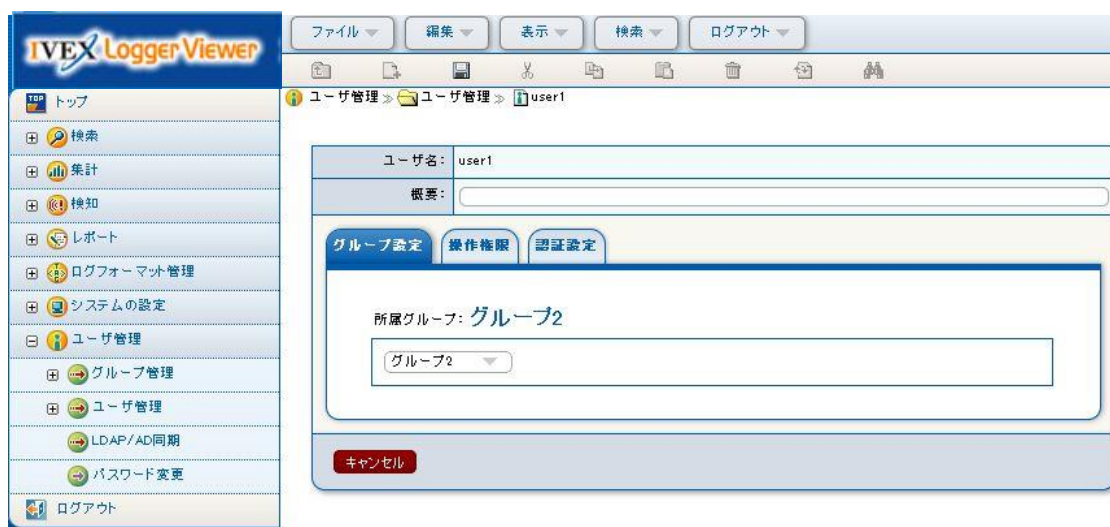 IVEX Logger Viewer
ファイル 編集 表示 検索 ログアウト
TOP トップ
検索
集計
検知
レポート
ログフォーマット管理
システムの設定
ユーザ管理
グループ管理
ユーザ管理
LDAP/AD同期
パスワード変更
ログアウト
ユーザ管理 ≫ ユーザ管理 ≫ user1
ユーザ名: user1
概要:
グループ設定 操作権限 認証設定
所属グループ: グループ2
グループ2
キャンセル